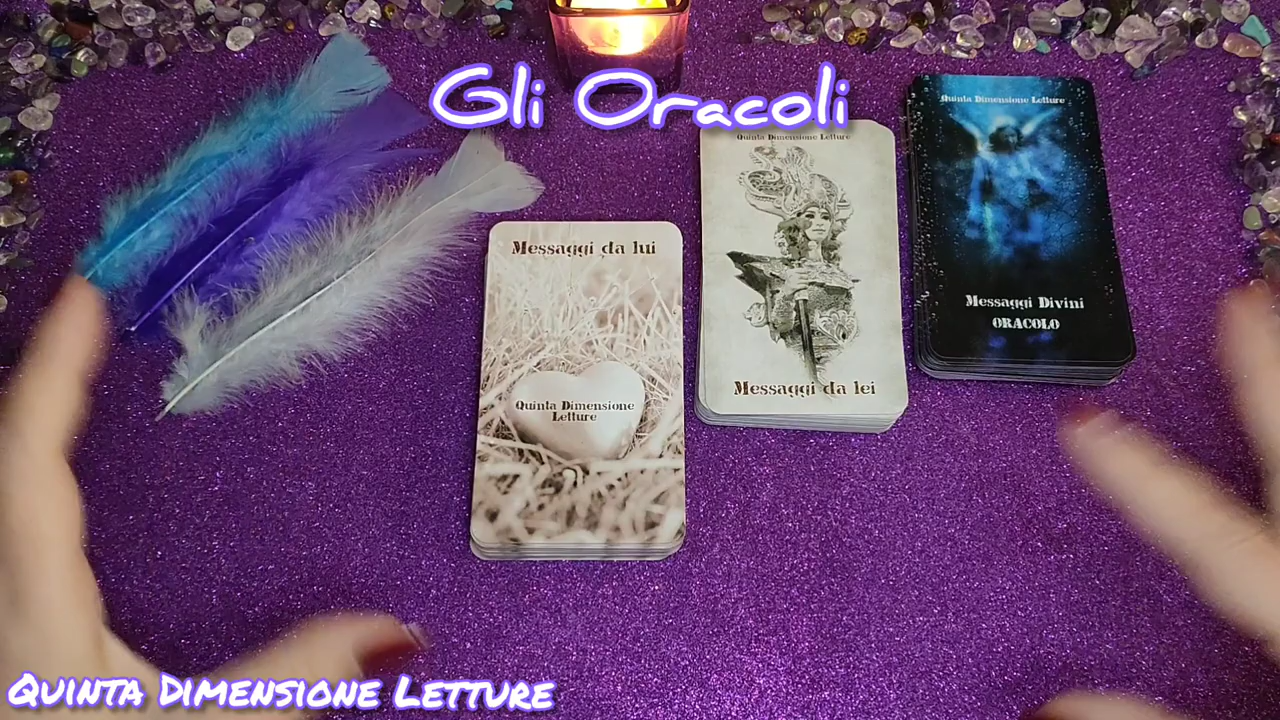 Gli Oracoli
Quinta Dimensione Letture
Messaggi da lui
Quinta Dimensione
Letture
Quinta Dimensione Letture
Messaggi da lei
Quinta Dimensione Letture
Messaggi Divini
ORACOLO